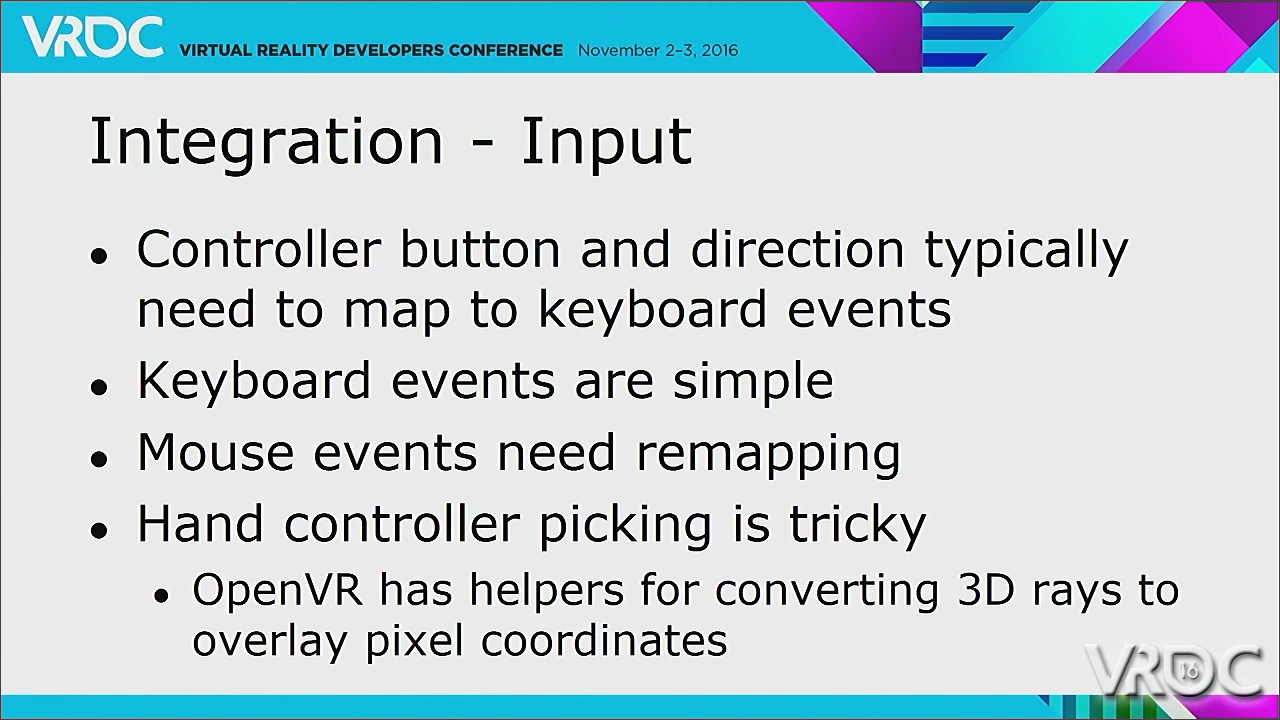 VRDC VIRTUAL REALITY DEVELOPERS CONFERENCE November 2–3, 2016
Integration - Input
• Controller button and direction typically
need to map to keyboard events
• Keyboard events are simple
• Mouse events need remapping
• Hand controller picking is tricky
• OpenVR has helpers for converting 3D rays to
overlay pixel coordinates
VRDC 16